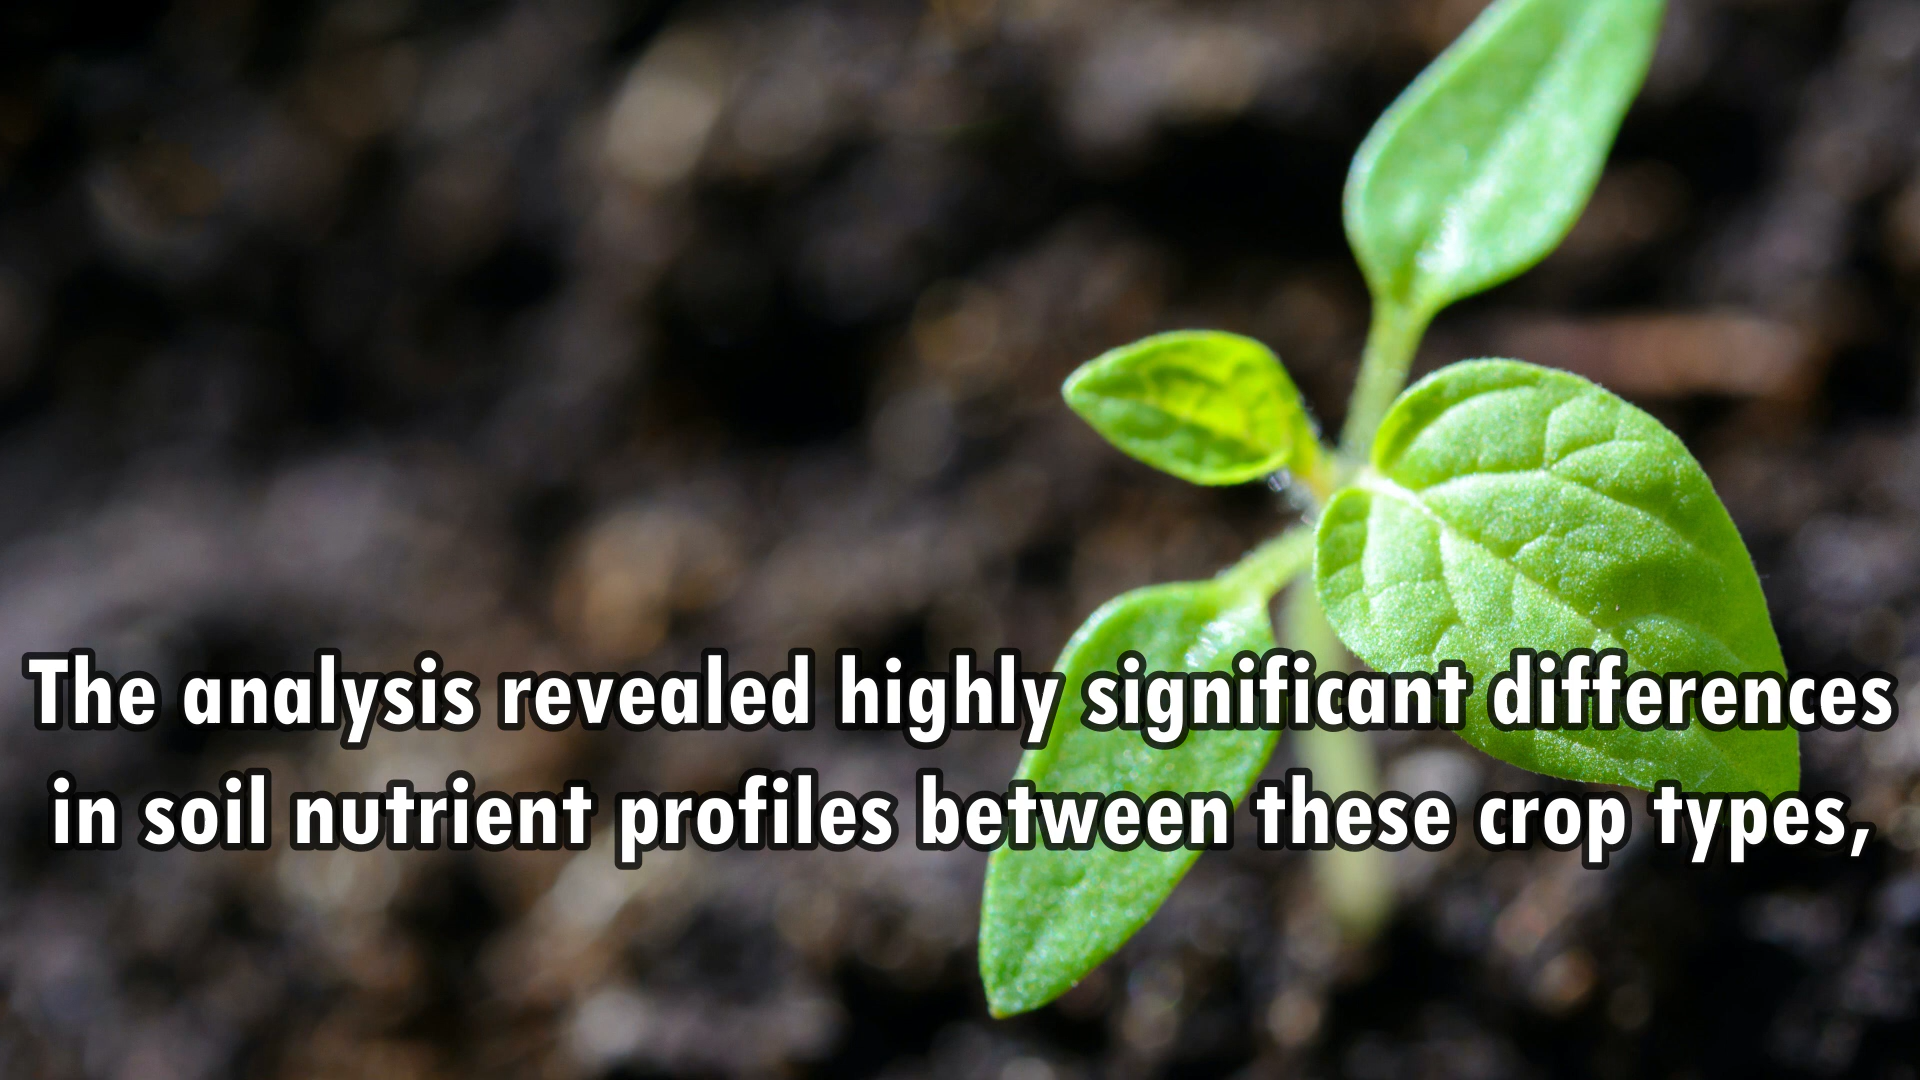 The analysis revealed highly significant differences
in soil nutrient profiles between these crop types,